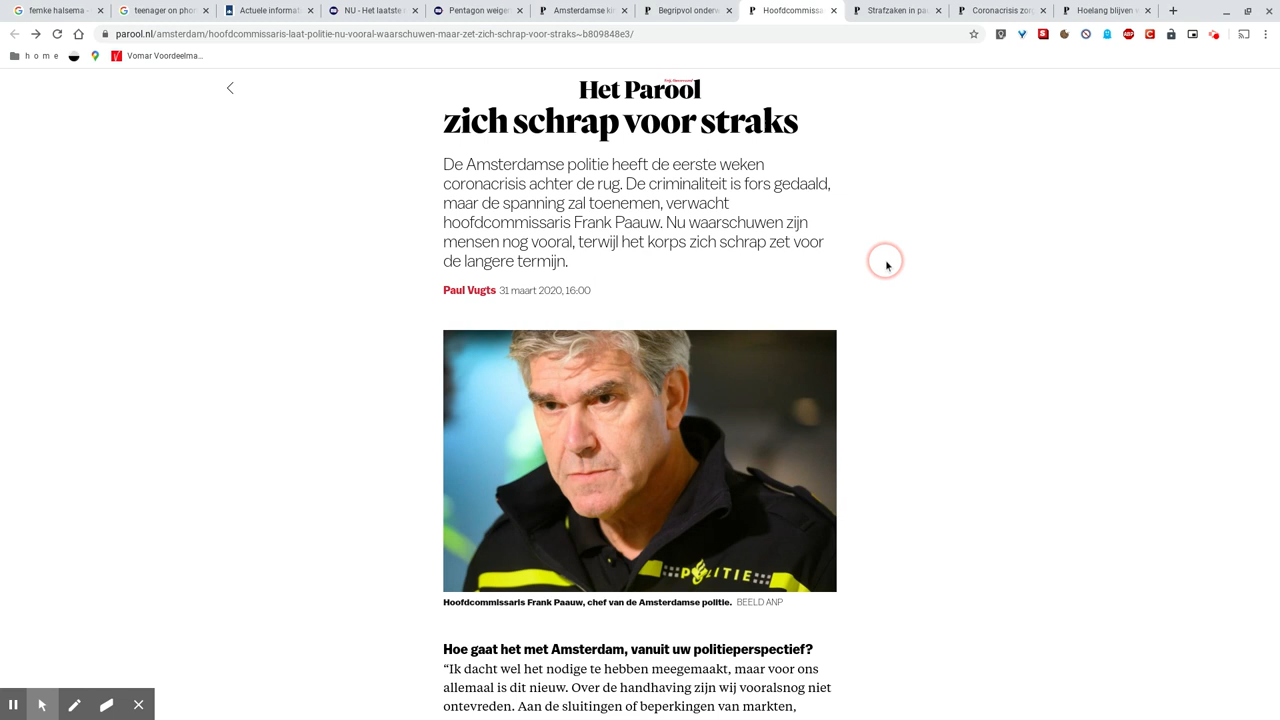 femke halsema -
teenager on phon
Actuele informat
NU - Het laatste
Pentagon weiger
Amsterdamse ki
Begripvol onderw
Hoofdcommissa
Strafzaken in pa
Coronacrisis zor
Hoelang blijven
parool.nl/amsterdam/hoofdcommissaris-laat-politie-nu-vooral-waarschuwen-maar-zet-zich-schrap-voor-straks~b809848e3/
h o m e
Vomar Voordeelma...
Het Parool
zich schrap voor straks
De Amsterdamse politie heeft de eerste weken
coronacrisis achter de rug. De criminaliteit is fors gedaald,
maar de spanning zal toenemen, verwacht
hoofdcommissaris Frank Paauw. Nu waarschuwen zijn
mensen nog vooral, terwijl het korps zich schrap zet voor
de langere termijn.
Paul Vugts 31 maart 2020, 16:00
POLITIE
Hoofdcommissaris Frank Paauw, chef van de Amsterdamse politie. BEELD ANP
Hoe gaat het met Amsterdam, vanuit uw politieperspectief?
“Ik dacht wel het nodige te hebben meegemaakt, maar voor ons
allemaal is dit nieuw. Over de handhaving zijn wij vooralsnog niet
ontevreden. Aan de sluitingen of beperkingen van markten,